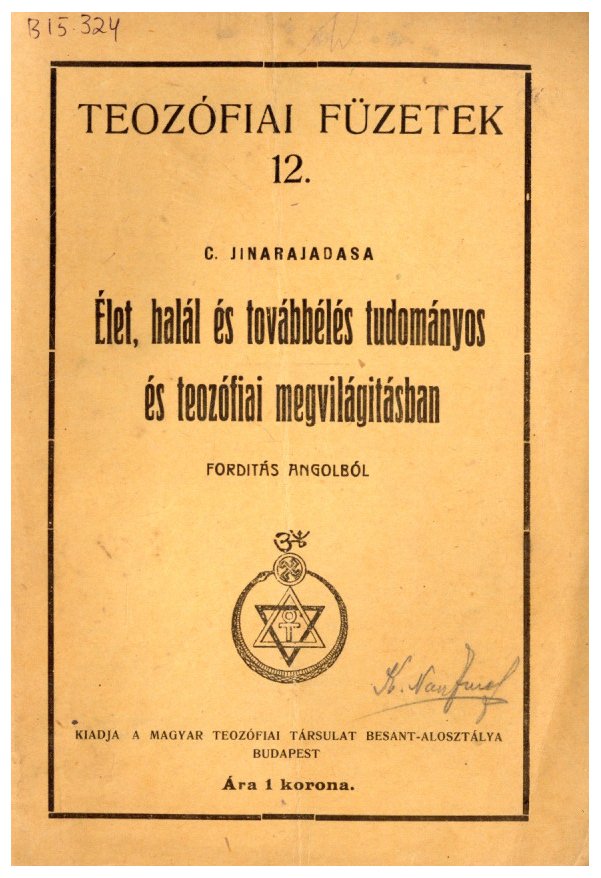 B15.324
TEOZÓFIAI FÜZETEK
12.
C. JINARAJADASA
Élet, halál és továbbélés tudományos
és teozófiai megvilágitásban
FORDITÁS ANGOLBÓL
KIADJA A MAGYAR TEOZÓFIAI TÁRSULAT BESANT-ALOSZTÁLYA
BUDAPEST
Ára 1 korona.